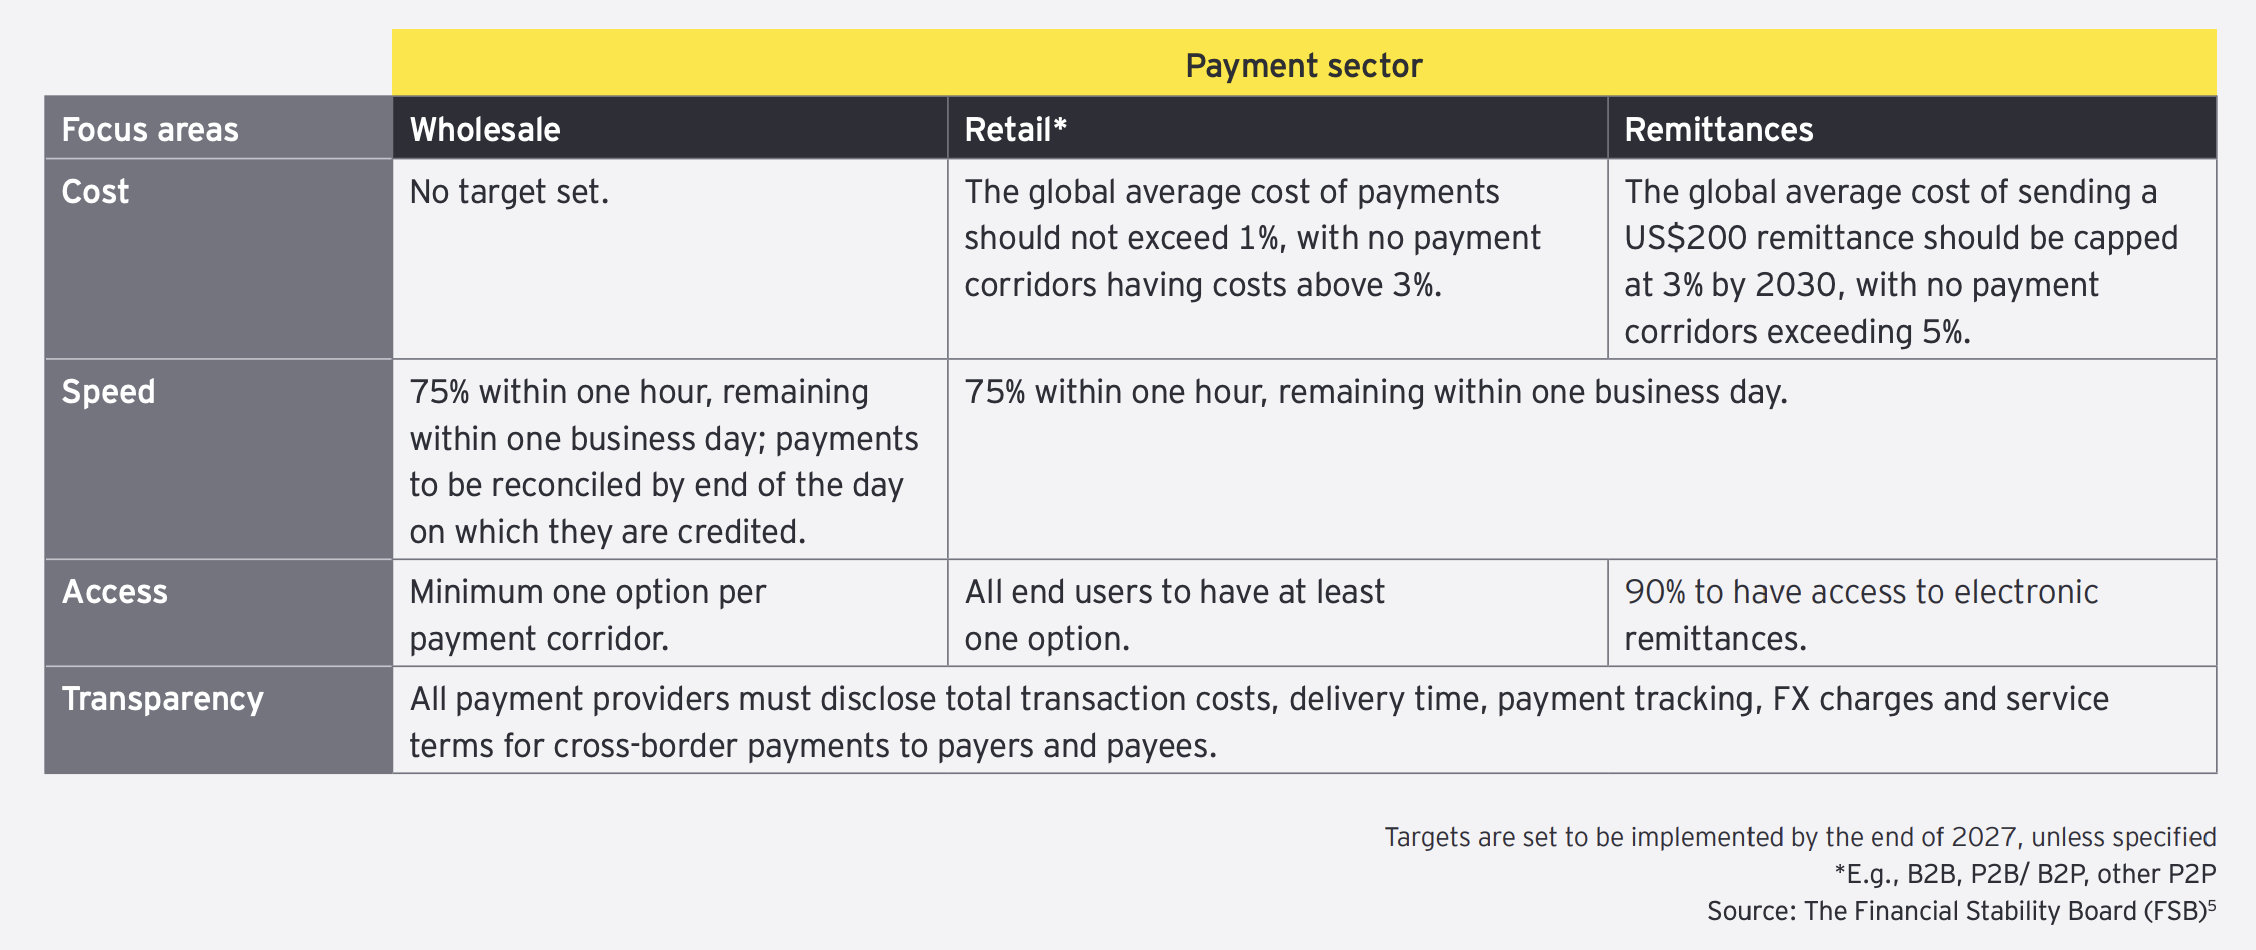 Payment sector
Focus areas
Wholesale
Retail*
Remittances
Cost
No target set.
The global average cost of payments
should not exceed 1%, with no payment
corridors having costs above 3%.
The global average cost of sending a
US$200 remittance should be capped
at 3% by 2030, with no payment
corridors exceeding 5%.
Speed
75% within one hour, remaining
within one business day; payments
to be reconciled by end of the day
on which they are credited.
75% within one hour, remaining within one business day.
Access
Minimum one option per
payment corridor.
All end users to have at least
one option.
90% to have access to electronic
remittances.
Transparency
All payment providers must disclose total transaction costs, delivery time, payment tracking, FX charges and service
terms for cross-border payments to payers and payees.
Targets are set to be implemented by the end of 2027, unless specified
*E.g., B2B, P2B/ B2P, other P2P
Source: The Financial Stability Board (FSB)⁵